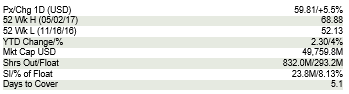 Px/Chg 1D (USD) 59.81/+5.5%
52 Wk H (05/02/17) 68.88
52 Wk L (11/16/16) 52.13
YTD Change/% 2.30/4%
Mkt Cap USD 49,759.8M
Shrs Out/Float 832.0M/293.2M
SI/% of Float 23.8M/8.13%
Days to Cover 5.1